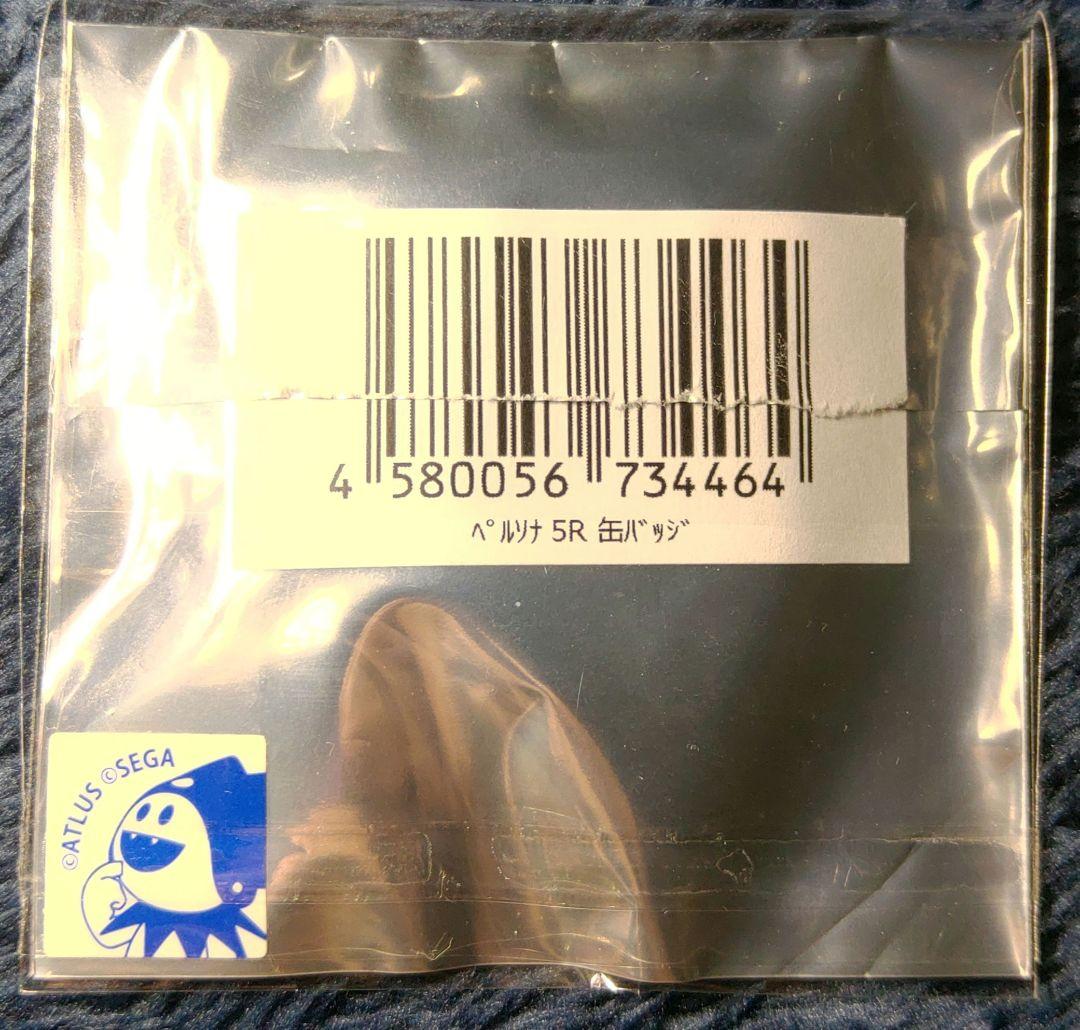 4 580056 734464
ﾍﾟﾙｿﾅ 5R 缶ﾊﾞｯｼﾞ
©ATLUS ©SEGA